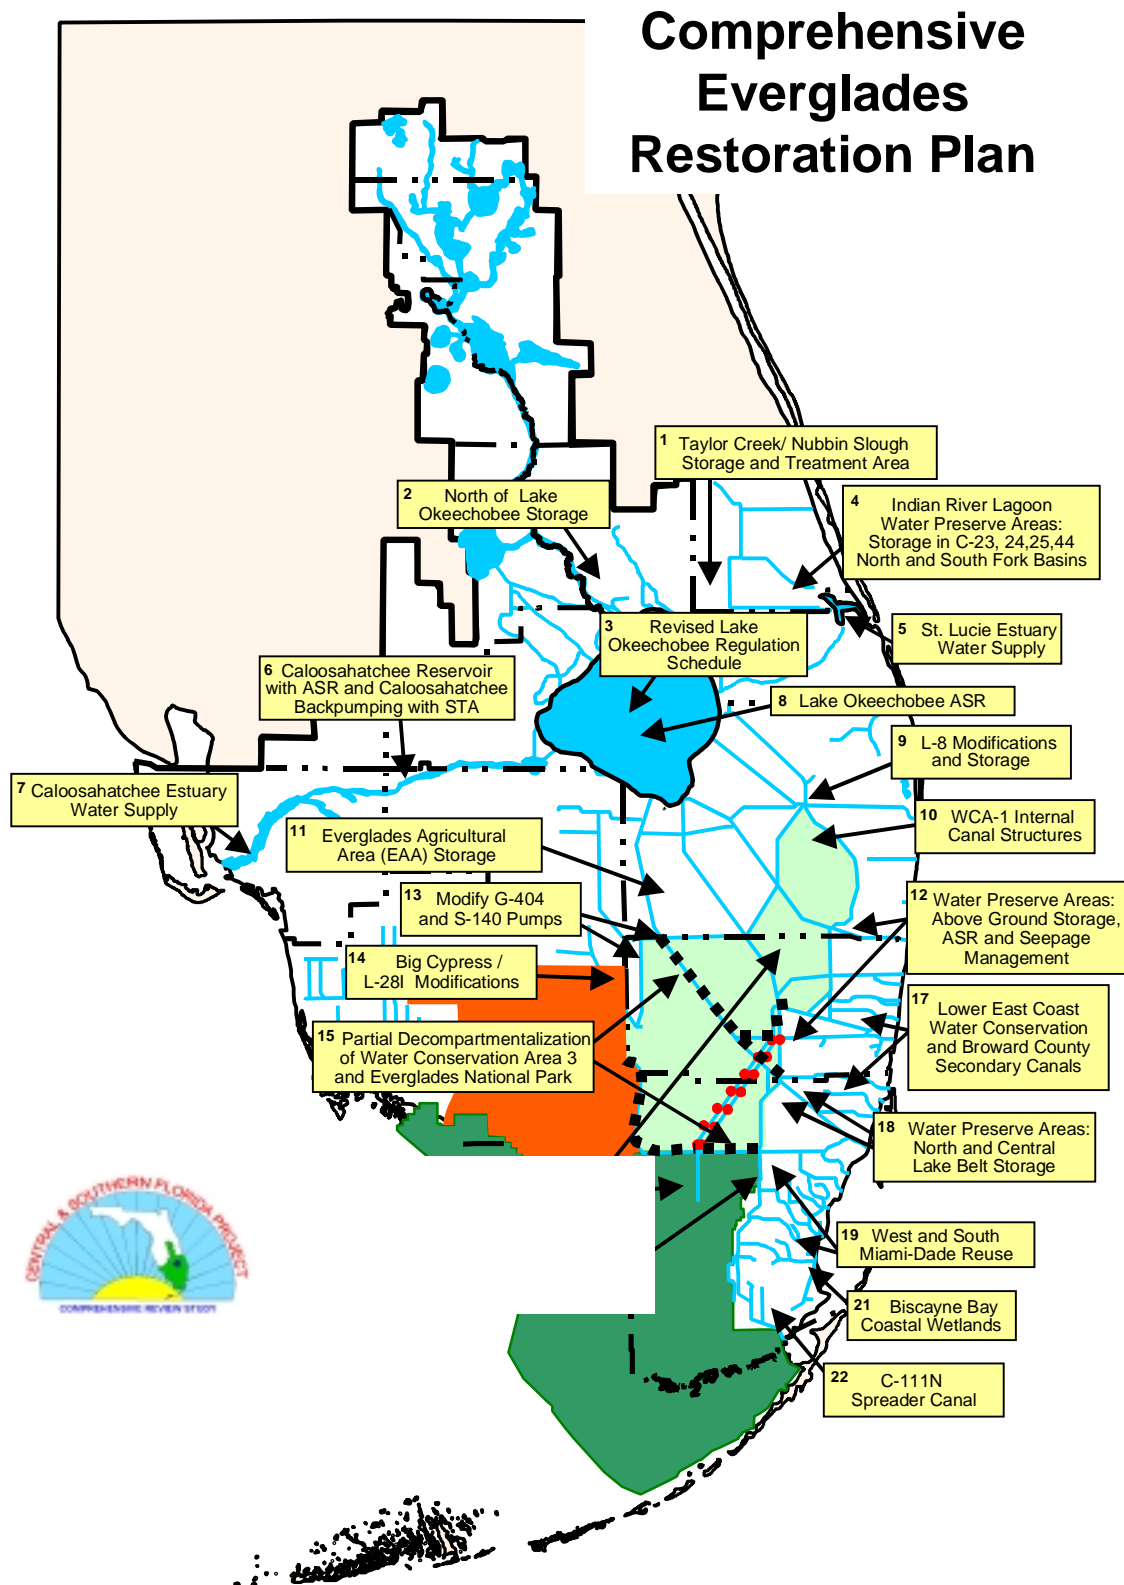 Comprehensive
Everglades
Restoration Plan
1 Taylor Creek/ Nubbin Slough
Storage and Treatment Area
2 North of Lake
Okeechobee Storage
4 Indian River Lagoon
Water Preserve Areas:
Storage in C-23, 24,25,44
North and South Fork Basins
3 Revised Lake
Okeechobee Regulation
Schedule
5 St. Lucie Estuary
Water Supply
6 Caloosahatchee Reservoir
with ASR and Caloosahatchee
Backpumping with STA
8 Lake Okeechobee ASR
9 L-8 Modifications
and Storage
7 Caloosahatchee Estuary
Water Supply
10 WCA-1 Internal
Canal Structures
11 Everglades Agricultural
Area (EAA) Storage
13 Modify G-404
and S-140 Pumps
12 Water Preserve Areas:
Above Ground Storage,
ASR and Seepage
Management
14 Big Cypress /
L-28I Modifications
17 Lower East Coast
Water Conservation
and Broward County
Secondary Canals
15 Partial Decompartmentalization
of Water Conservation Area 3
and Everglades National Park
18 Water Preserve Areas:
North and Central
Lake Belt Storage
CENTRAL & SOUTHERN FLORIDA PROJECT
COMPREHENSIVE REVIEW STUDY
19 West and South
Miami-Dade Reuse
21 Biscayne Bay
Coastal Wetlands
22 C-111N
Spreader Canal